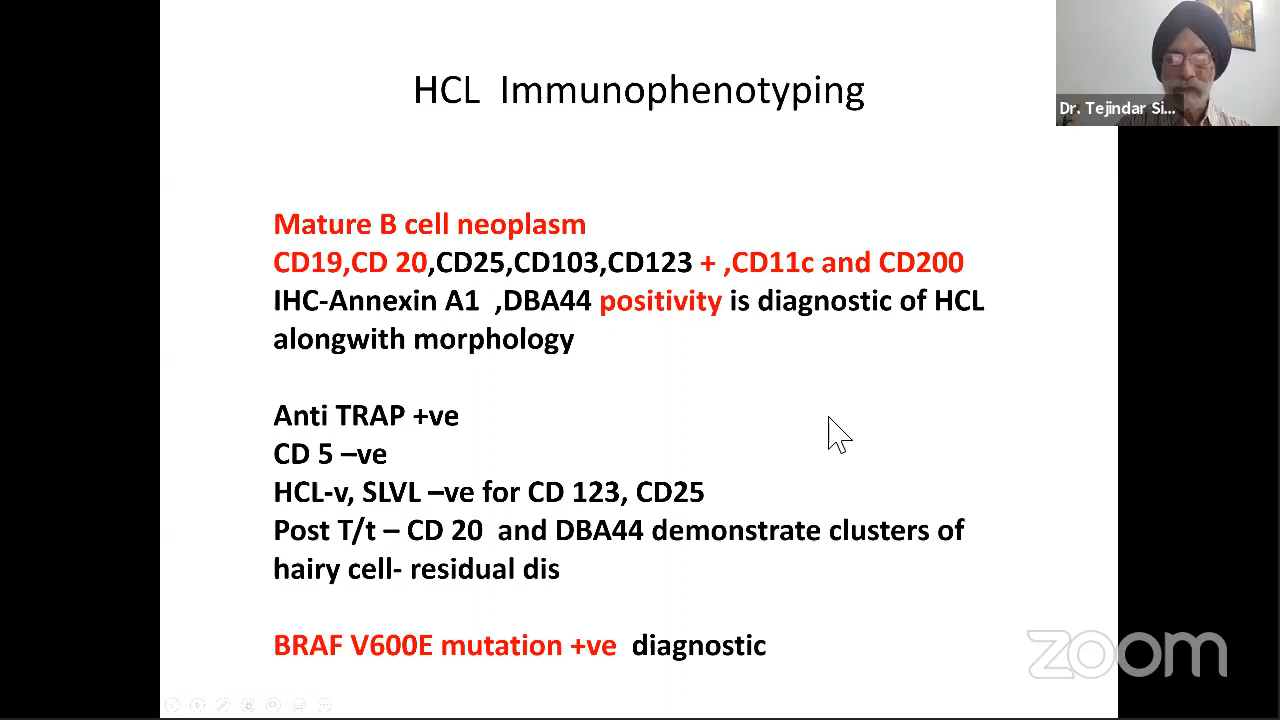 HCL Immunophenotyping
Dr. Tejindar Si...
Mature B cell neoplasm
CD19,CD 20,CD25,CD103,CD123 + ,CD11c and CD200
IHC-Annexin A1 ,DBA44 positivity is diagnostic of HCL
alongwith morphology
Anti TRAP +ve
CD 5 –ve
HCL-v, SLVL –ve for CD 123, CD25
Post T/t – CD 20 and DBA44 demonstrate clusters of
hairy cell- residual dis
BRAF V600E mutation +ve diagnostic
zoom